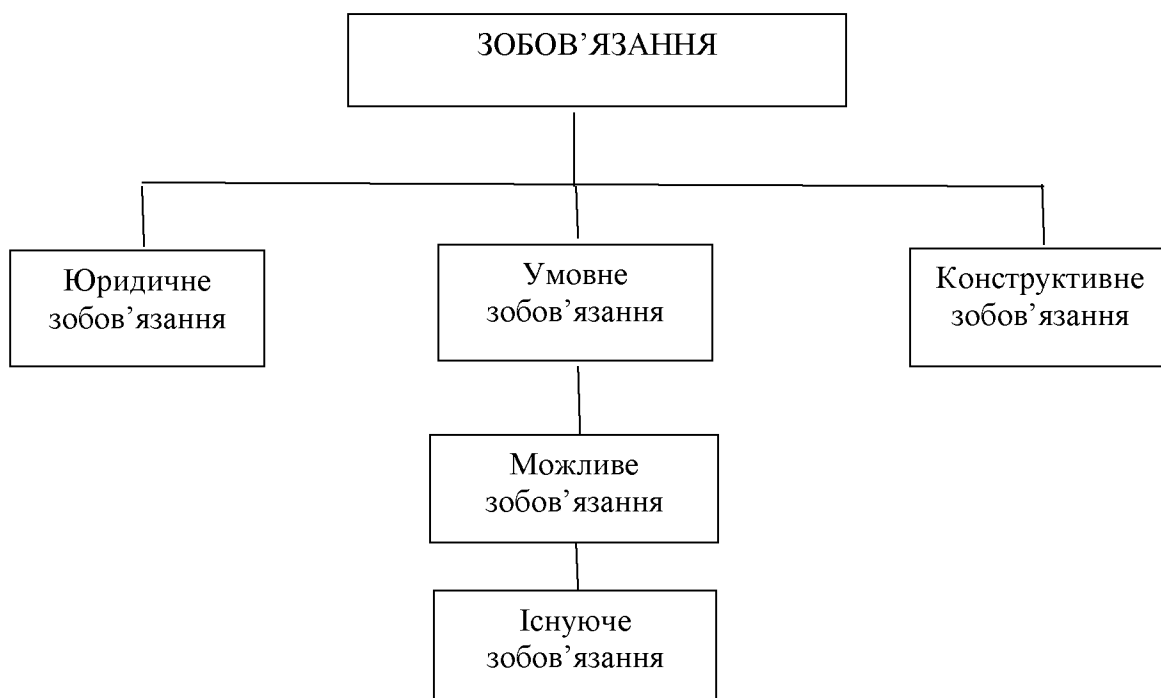 ЗОБОВ’ЯЗАННЯ
Юридичне
зобов’язання
Умовне
зобов’язання
Конструктивне
зобов’язання
Можливе
зобов’язання
Існуюче
зобов’язання